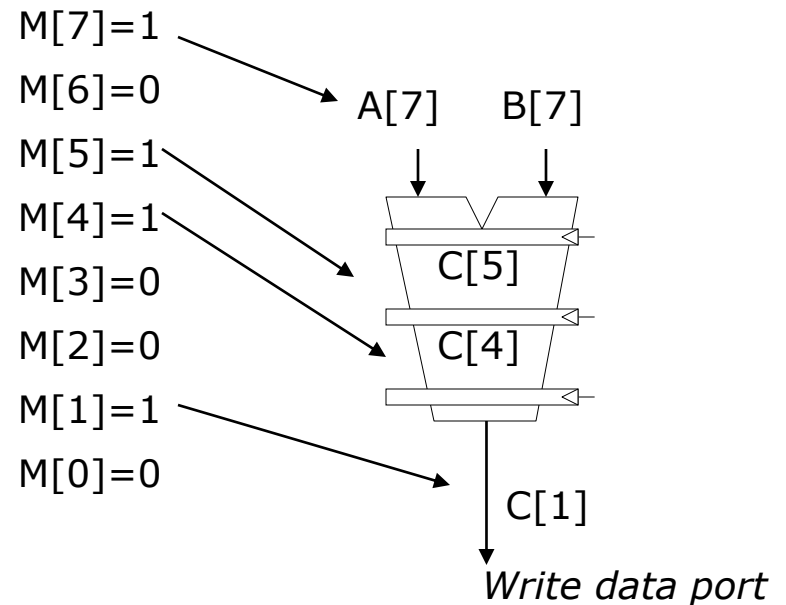 M[7]=1
M[6]=0
M[5]=1
M[4]=1
M[3]=0
M[2]=0
M[1]=1
M[0]=0
A[7] B[7]
C[5]
C[4]
C[1]
Write data port